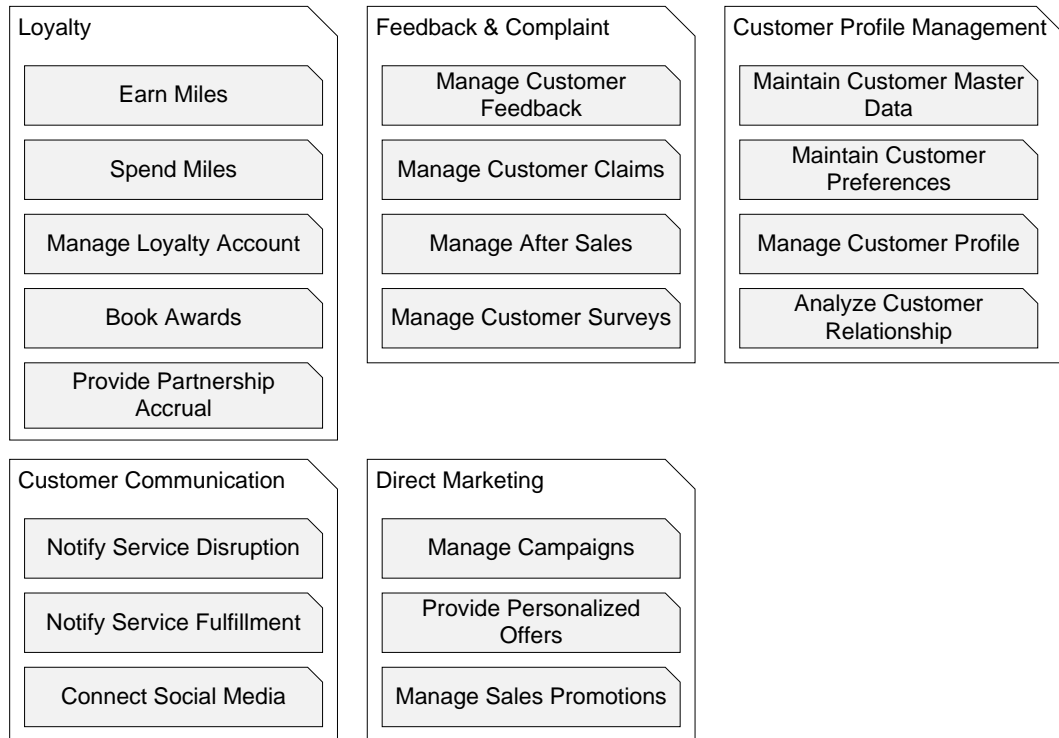 Loyalty
Earn Miles
Spend Miles
Manage Loyalty Account
Book Awards
Provide Partnership
Accrual
Feedback & Complaint
Manage Customer
Feedback
Manage Customer Claims
Manage After Sales
Manage Customer Surveys
Customer Profile Management
Maintain Customer Master
Data
Maintain Customer
Preferences
Manage Customer Profile
Analyze Customer
Relationship
Customer Communication
Notify Service Disruption
Notify Service Fulfillment
Connect Social Media
Direct Marketing
Manage Campaigns
Provide Personalized
Offers
Manage Sales Promotions